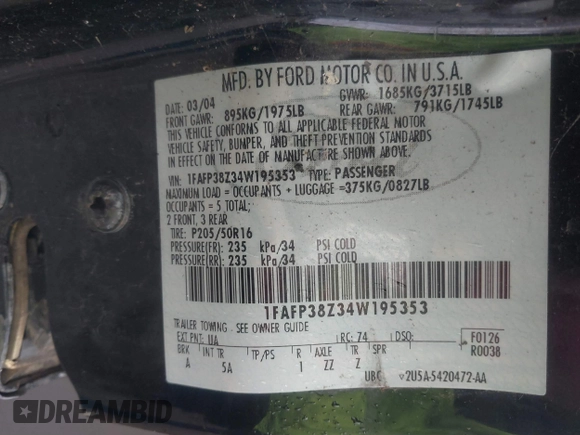 MFD. BY FORD MOTOR CO. IN U.S.A.
DATE: 03/04 GVWR: 1685KG/3715LB
FRONT GAWR: 895KG/1975LB REAR GAWR: 791KG/1745LB
THIS VEHICLE CONFORMS TO ALL APPLICABLE FEDERAL MOTOR
VEHICLE SAFETY, BUMPER, AND THEFT PREVENTION STANDARDS
IN EFFECT ON THE DATE OF MANUFACTURE SHOWN ABOVE.
VIN: 1FAFP38Z34W195353 TYPE: PASSENGER
MAXIMUM LOAD = OCCUPANTS + LUGGAGE =375KG/0827LB
OCCUPANTS = 5 TOTAL;
2 FRONT, 3 REAR
TIRE: P205/50R16
PRESSURE(FR) 235 kPa/34 PSI COLD
PRESSURE(RR) 235 kPa/34 PSI COLD
1FAFP38Z34W195353
TRAILER TOWING - SEE OWNER GUIDE
EXT PNT: UA RC: 74 DSO: F0126
BRK INT TR TP/PS R AXLE TR SPR R0038
A 5A 1 ZZ Z
UBC 2U5A-5420472-AA
DREAMBID